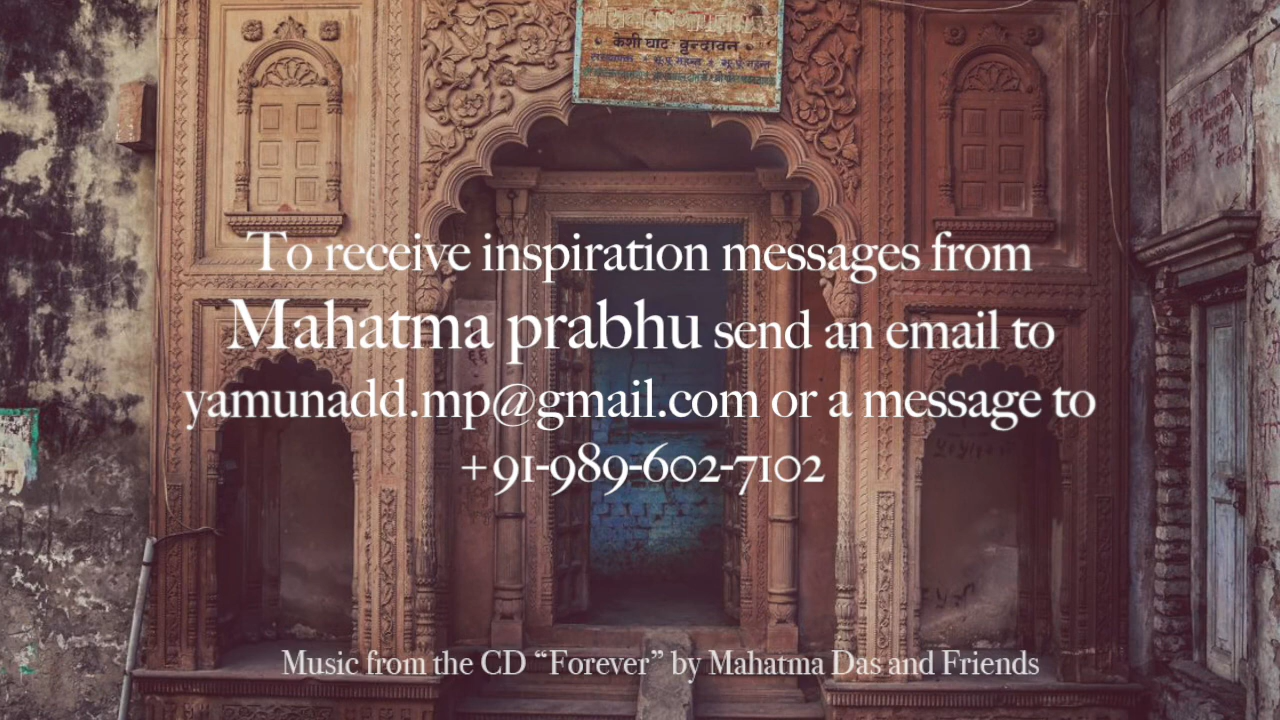 केशी घाट - वृन्दावन
To receive inspiration messages from
Mahatma prabhu send an email to
yamunadd.mp@gmail.com or a message to
+91-989-602-7102
Music from the CD “Forever” by Mahatma Das and Friends